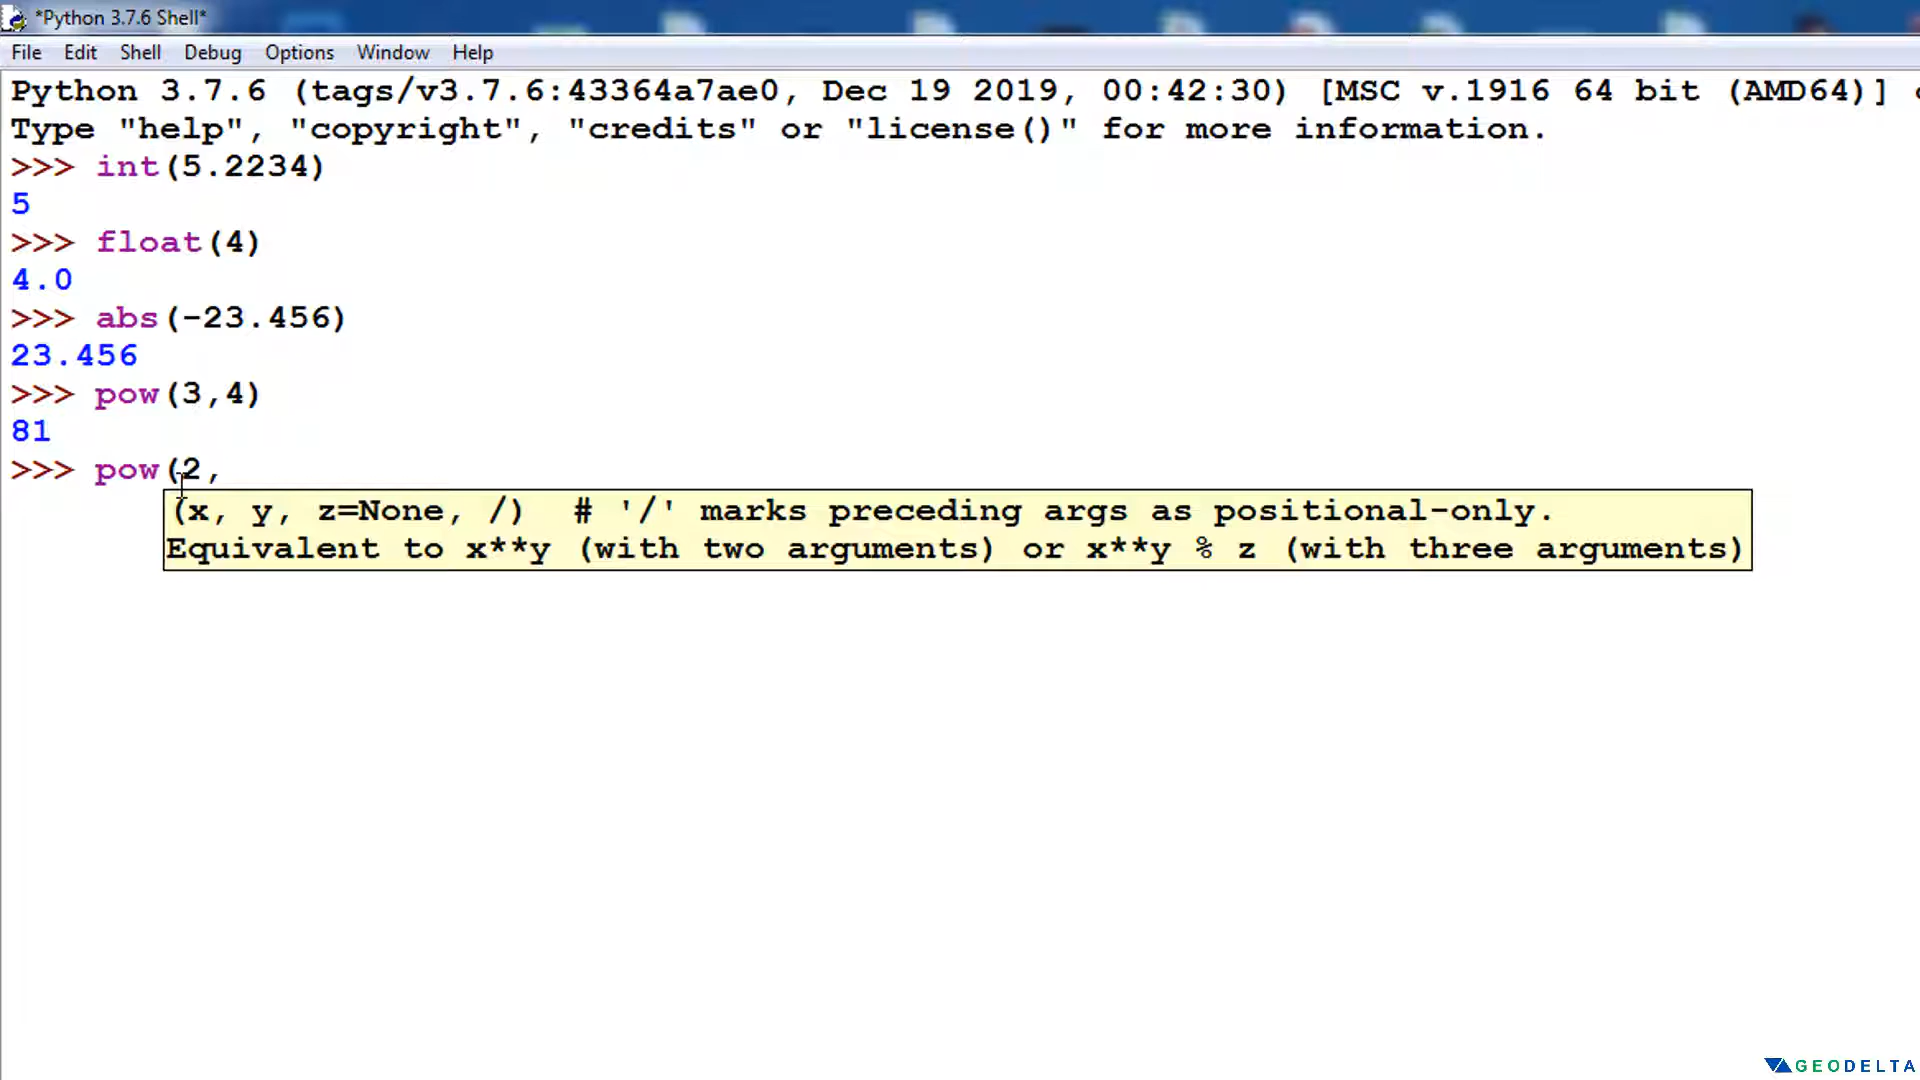 *Python 3.7.6 Shell*
File Edit Shell Debug Options Window Help
Python 3.7.6 (tags/v3.7.6:43364a7ae0, Dec 19 2019, 00:42:30) [MSC v.1916 64 bit (AMD64)]
Type "help", "copyright", "credits" or "license()" for more information.
>>> int(5.2234)
5
>>> float(4)
4.0
>>> abs(-23.456)
23.456
>>> pow(3,4)
81
>>> pow(2,
(x, y, z=None, /)  # '/' marks preceding args as positional-only.
Equivalent to x**y (with two arguments) or x**y % z (with three arguments)
GEODELTA